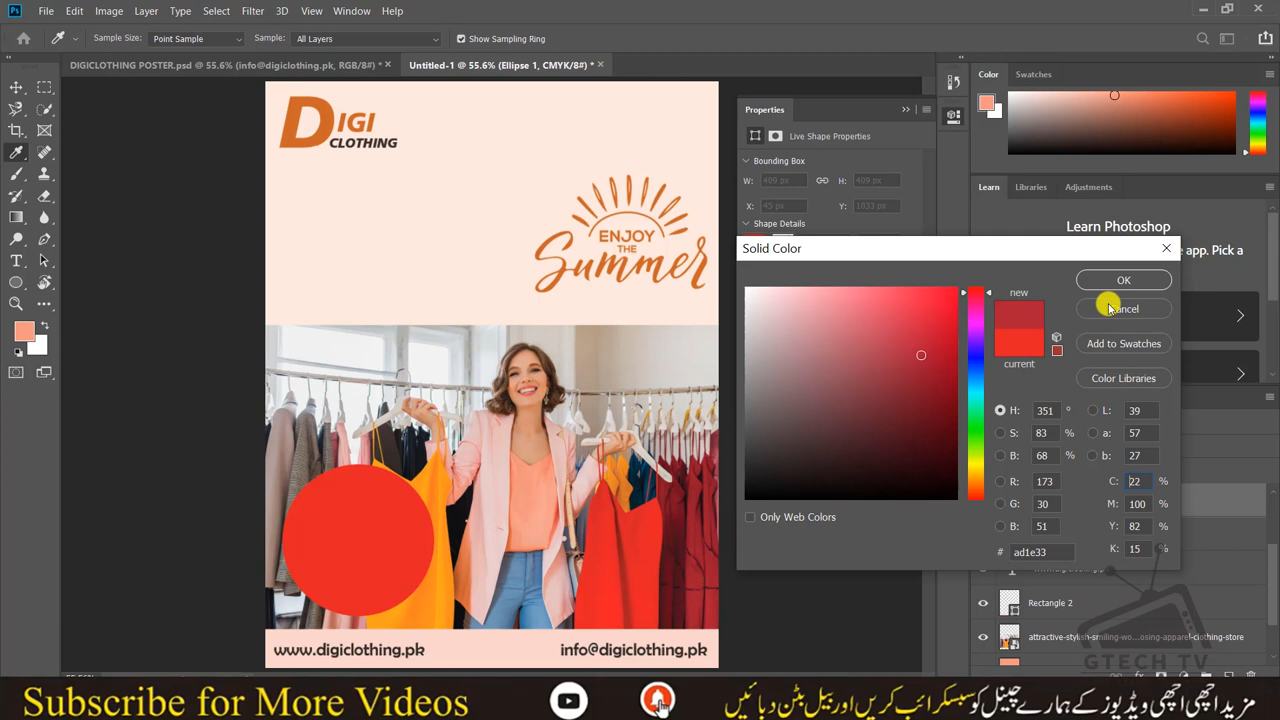 Ps File Edit Image Layer Type Select Filter 3D View Window Help
Sample Size: Point Sample Sample: All Layers Show Sampling Ring
DIGICLOTHING POSTER.psd @ 55.6% (info@digiclothing.pk, RGB/8#) *
Untitled-1 @ 55.6% (Ellipse 1, CMYK/8#) *
Color Swatches
Properties
Live Shape Properties
Bounding Box
W: 409 px H: 409 px
X: 45 px Y: 1033 px
Shape Details
Learn Libraries Adjustments
Learn Photoshop
app. Pick a
DIGI
CLOTHING
ENJOY
THE
Summer
www.digiclothing.pk
info@digiclothing.pk
Solid Color
new
current
OK
Cancel
Add to Swatches
Color Libraries
H: 351 ° L: 39
S: 83 % a: 57
B: 68 % b: 27
R: 173 C: 22 %
G: 30 M: 100 %
B: 51 Y: 82 %
# ad1e33 K: 15 %
Only Web Colors
Rectangle 2
attractive-stylish-smiling-wo...osing-apparel-clothing-store
GTECH TV
Subscribe for More Videos
مزید اچھی اچھی ویڈیوز کے ہمارے چینل کو سبسکرائب کریں اور بیل بٹن دبائیں